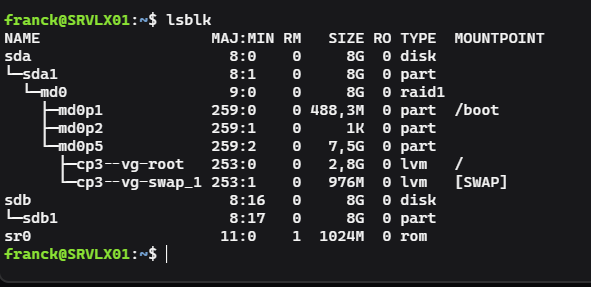 franck@SRVLX01:~$ lsblk
NAME                  MAJ:MIN RM   SIZE RO TYPE  MOUNTPOINT
sda                     8:0    0     8G  0 disk
└─sda1                  8:1    0     8G  0 part
  └─md0                 9:0    0     8G  0 raid1
    ├─md0p1           259:0    0 488,3M  0 part  /boot
    ├─md0p2           259:1    0     1K  0 part
    └─md0p5           259:2    0   7,5G  0 part
      ├─cp3--vg-root   253:0    0   2,8G  0 lvm   /
      └─cp3--vg-swap_1 253:1    0   976M  0 lvm   [SWAP]
sdb                     8:16   0     8G  0 disk
└─sdb1                  8:17   0     8G  0 part
sr0                    11:0    1  1024M  0 rom
franck@SRVLX01:~$